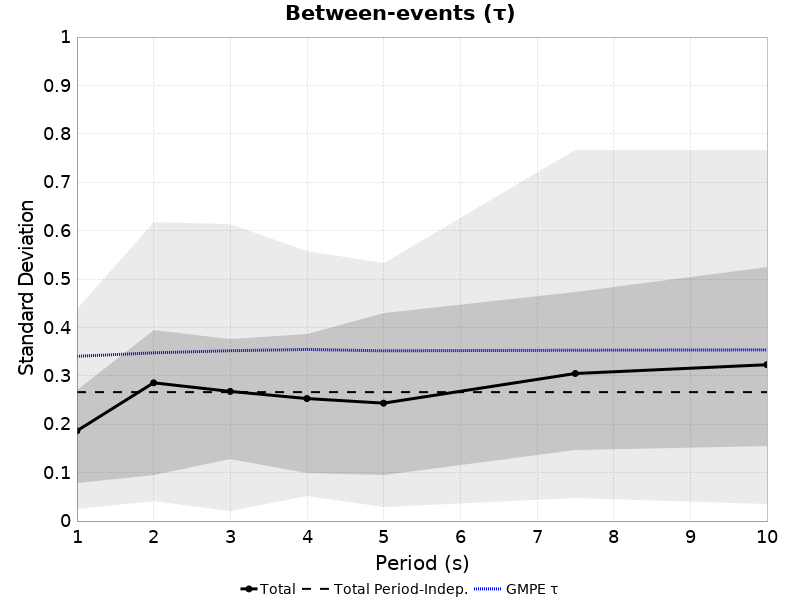 Between-events (τ)
Standard Deviation
1
0.9
0.8
0.7
0.6
0.5
0.4
0.3
0.2
0.1
0
1 2 3 4 5 6 7 8 9 10
Period (s)
Total Total Period-Indep. GMPE τ